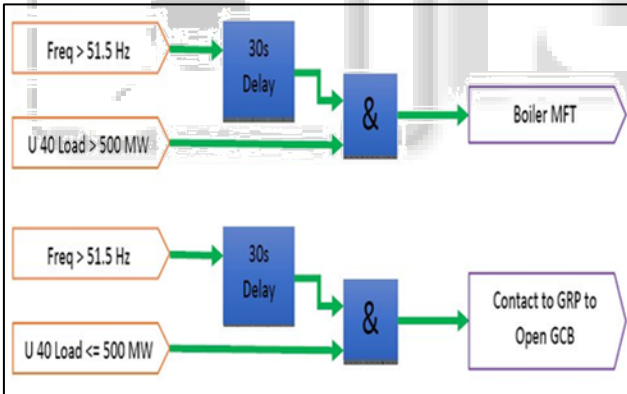 Freq > 51.5 Hz
30s
Delay
U 40 Load > 500 MW
&
Boiler MFT
Freq > 51.5 Hz
30s
Delay
U 40 Load <= 500 MW
&
Contact to GRP to
Open GCB